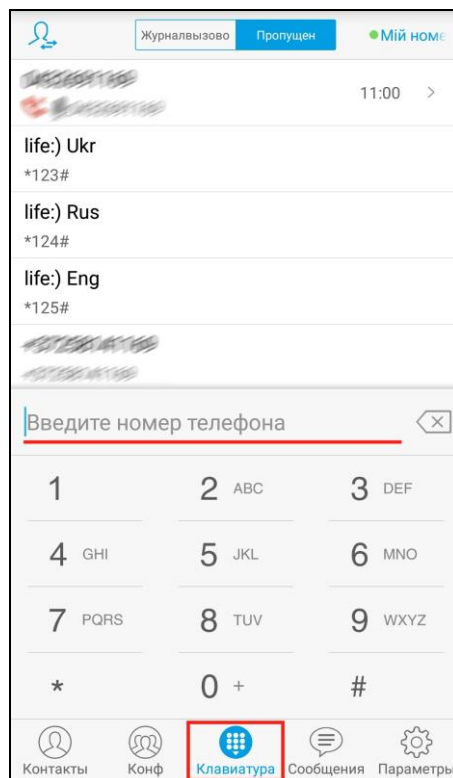 Журналвызово Пропущен Мій номе
11:00 >
life:) Ukr
*123#
life:) Rus
*124#
life:) Eng
*125#
Введите номер телефона
1 2 ABC 3 DEF
4 GHI 5 JKL 6 MNO
7 PQRS 8 TUV 9 WXYZ
* 0 + #
Контакты Конф Клавиатура Сообщения Параметры